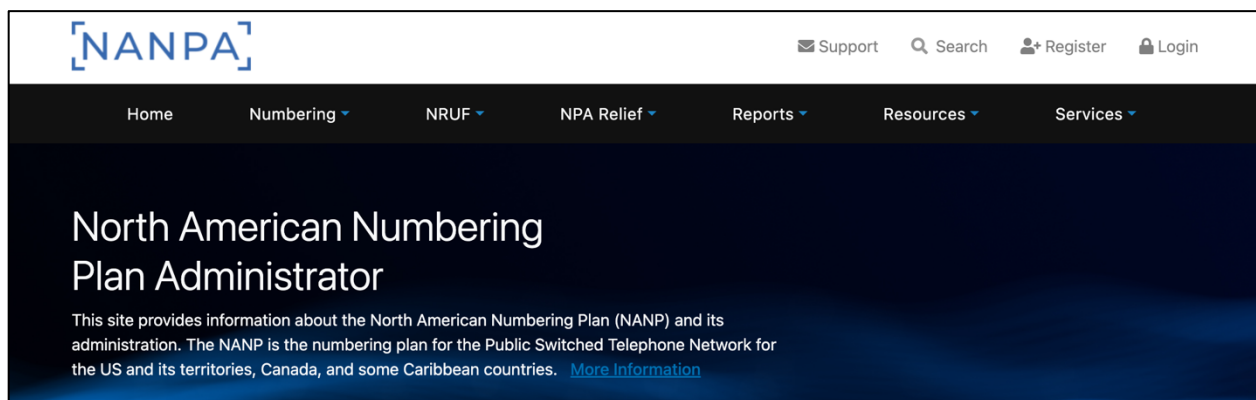 NANPA
Support Search Register Login
Home Numbering NRUF NPA Relief Reports Resources Services
North American Numbering
Plan Administrator
This site provides information about the North American Numbering Plan (NANP) and its
administration. The NANP is the numbering plan for the Public Switched Telephone Network for
the US and its territories, Canada, and some Caribbean countries. More Information